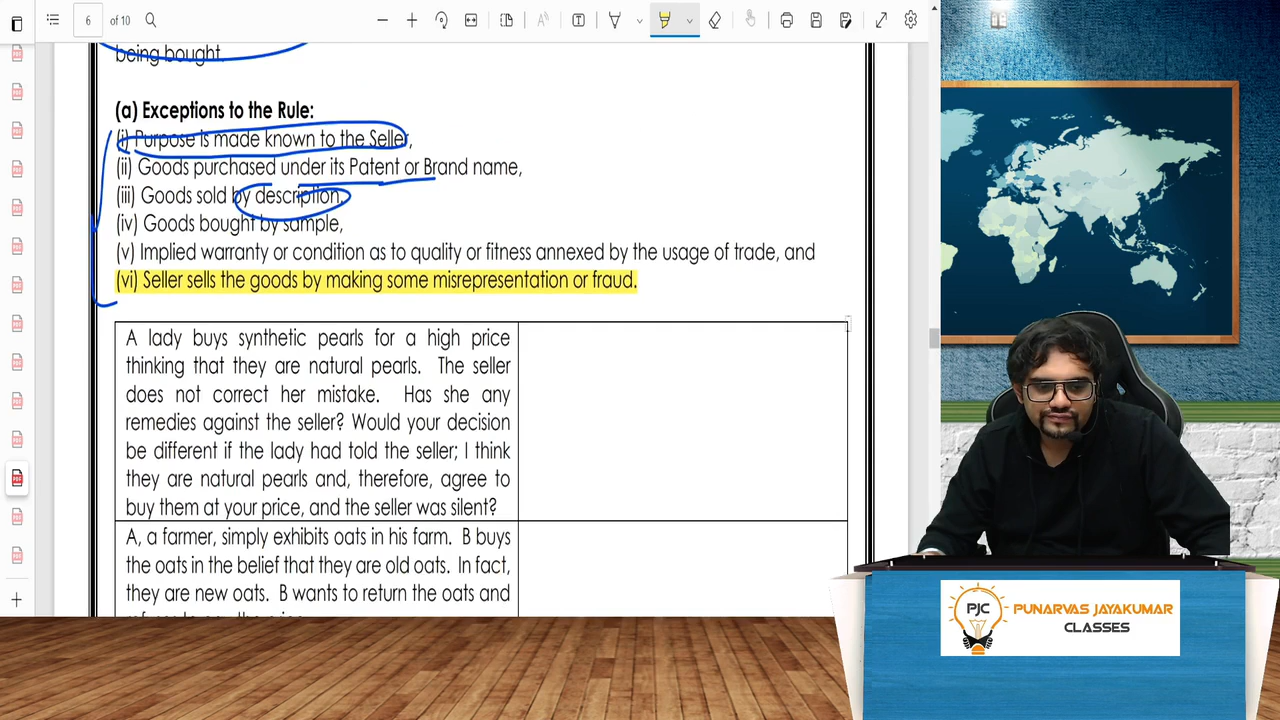 6 of 10
being bought.
(a) Exceptions to the Rule:
(i) Purpose is made known to the Seller,
(ii) Goods purchased under its Patent or Brand name,
(iii) Goods sold by description,
(iv) Goods bought by sample,
(v) Implied warranty or condition as to quality or fitness annexed by the usage of trade, and
(vi) Seller sells the goods by making some misrepresentation or fraud.
A lady buys synthetic pearls for a high price
thinking that they are natural pearls. The seller
does not correct her mistake. Has she any
remedies against the seller? Would your decision
be different if the lady had told the seller; I think
they are natural pearls and, therefore, agree to
buy them at your price, and the seller was silent?
A, a farmer, simply exhibits oats in his farm. B buys
the oats in the belief that they are old oats. In fact,
they are new oats. B wants to return the oats and
PJC
PUNARVAS JAYAKUMAR
CLASSES